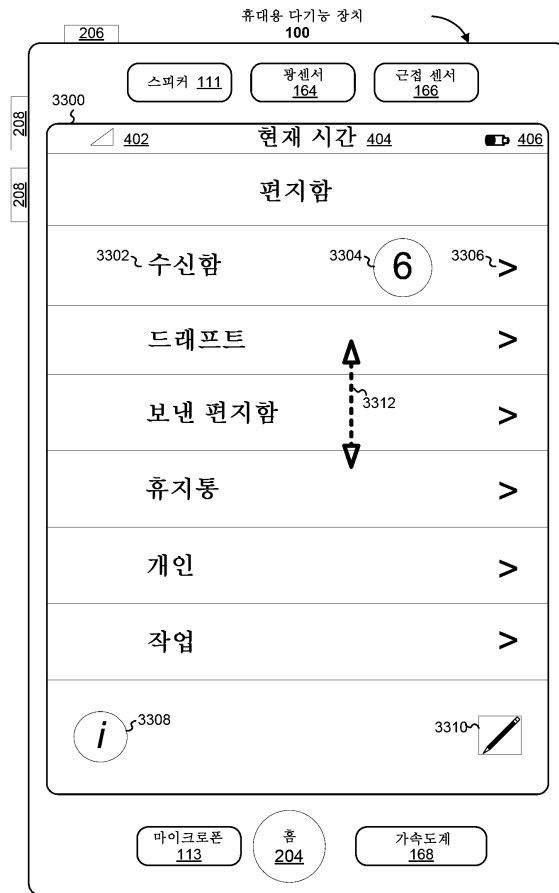 휴대용 다기능 장치
206 100
스피커 111 광센서 164 근접 센서 166
3300
208
208
402 현재 시간 404 406
편지함
3302 수신함 3304 6 3306 >
드래프트 >
3312
보낸 편지함 >
휴지통 >
개인 >
작업 >
i 3308 3310
마이크로폰 113 홈 204 가속도계 168